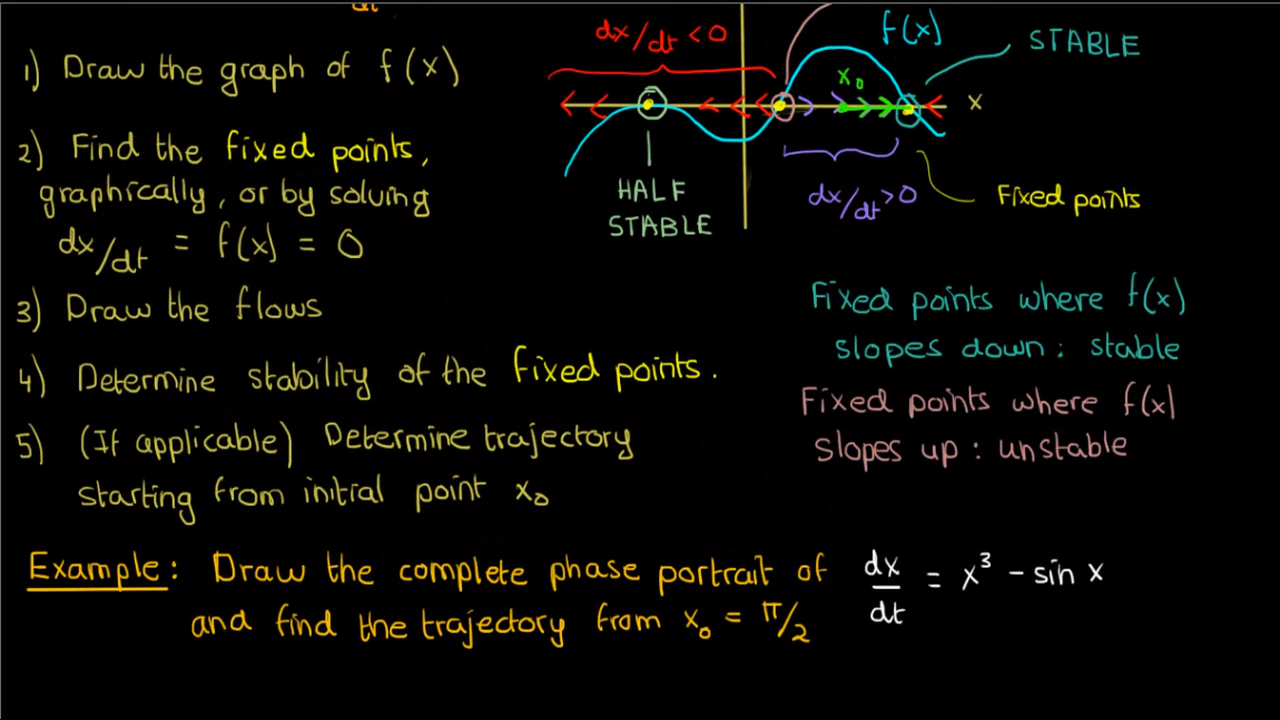 dt
dx/dt < 0
f(x)
STABLE
x₀
x
HALF
STABLE
dx/dt > 0
Fixed points
1) Draw the graph of f(x)
2) Find the fixed points,
graphically, or by solving
dx/dt = f(x) = 0
3) Draw the flows
4) Determine stability of the fixed points.
5) (If applicable) Determine trajectory
starting from initial point x₀
Fixed points where f(x)
slopes down : stable
Fixed points where f(x)
slopes up : unstable
Example: Draw the complete phase portrait of dx/dt = x³ - sin x
and find the trajectory from x₀ = π/2